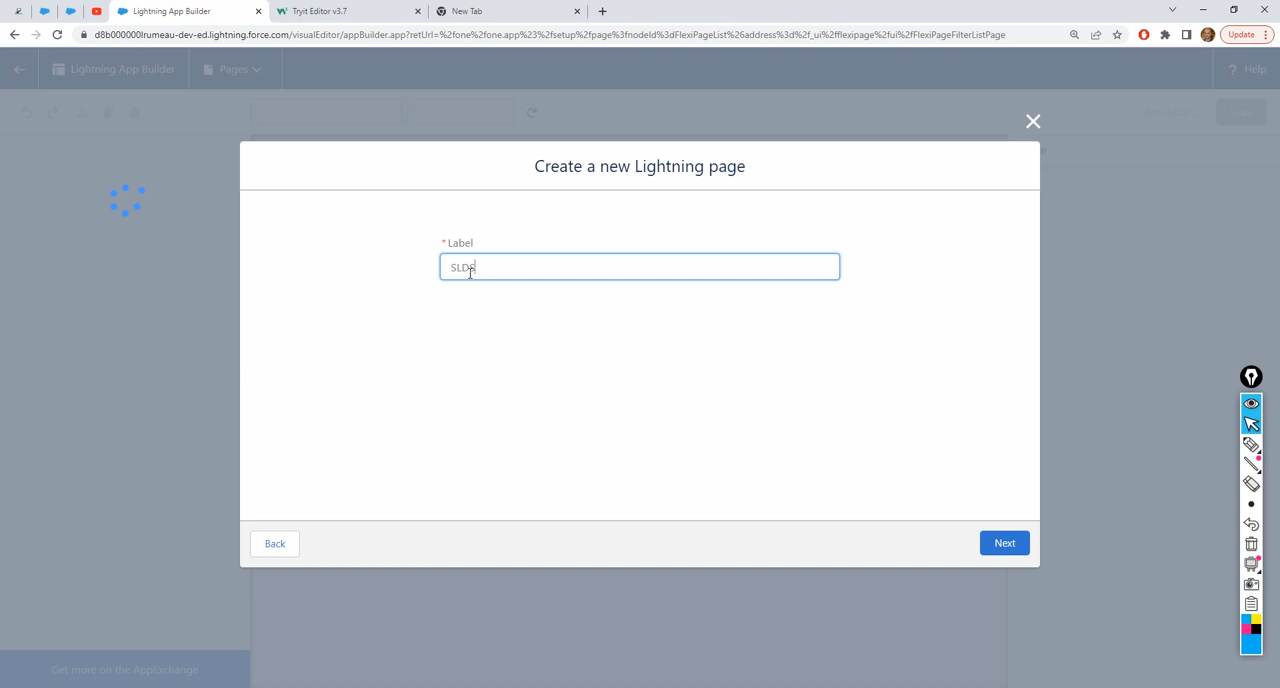 Lightning App Builder
Tryit Editor v3.7
New Tab
d8b000000lrumeau-dev-ed.lightning.force.com/visualEditor/appBuilder.app?retUrl=%2fone%2fone.app%23%2fsetup%2fpage%3fnodeId%3dFlexiPageList%26address%3d%2f_ui%2fflexipage%2fui%2fFlexiPageFilterListPage
Update
Lightning App Builder
Pages
Help
Create a new Lightning page
* Label
SLDS
Back
Next
Get more on the AppExchange